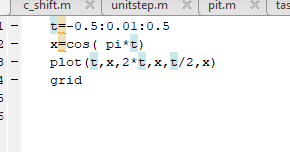 c_shift.m unitstep.m pit.m tas
t=-0.5:0.01:0.5
2 - x=cos( pi*t)
3 - plot(t,x,2*t,x,t/2,x)
4 - grid
5